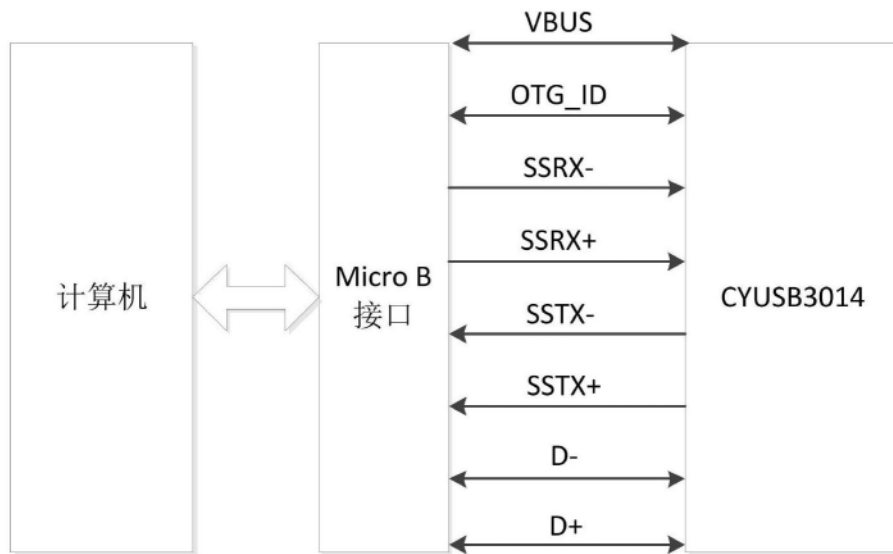 VBUS
OTG_ID
SSRX-
SSRX+
计算机
Micro B
接口
CYUSB3014
SSTX-
SSTX+
D-
D+